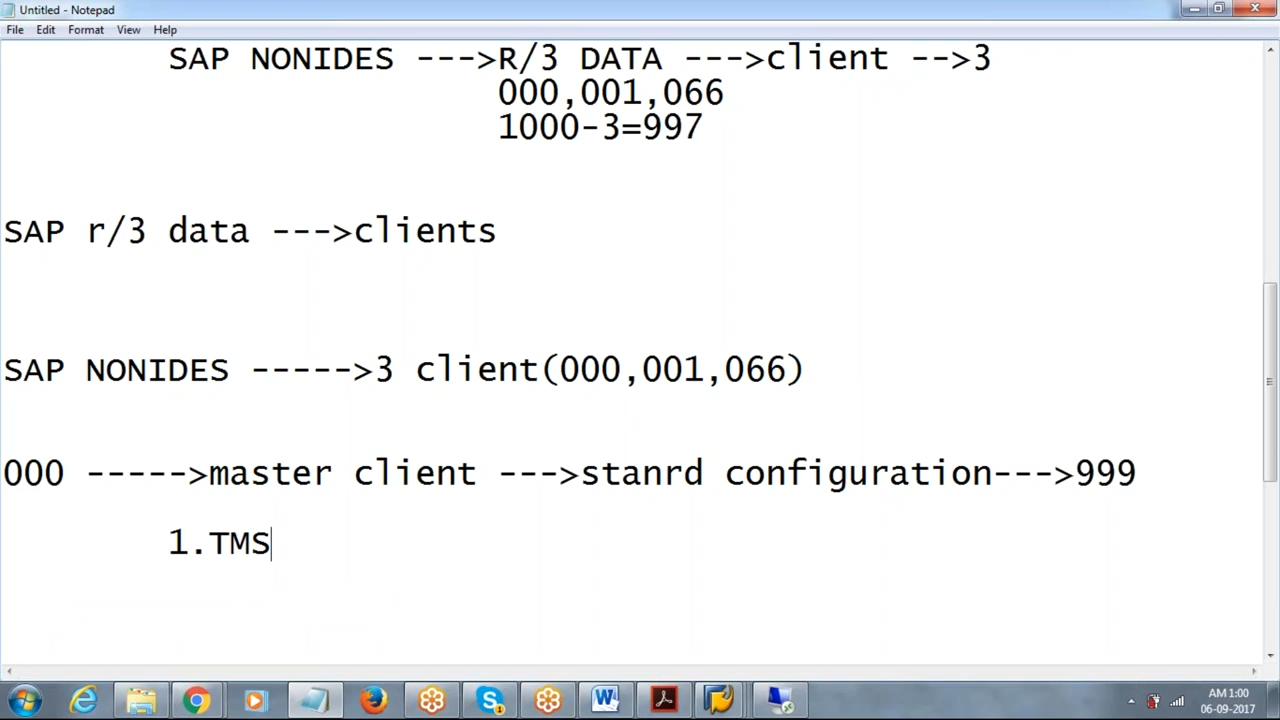 Untitled - Notepad
File Edit Format View Help
SAP NONIDES --->R/3 DATA --->client -->3
000,001,066
1000-3=997
SAP r/3 data --->clients
SAP NONIDES ----->3 client(000,001,066)
000 ----->master client --->stanrd configuration--->999
1.TMS
AM 1:00
06-09-2017